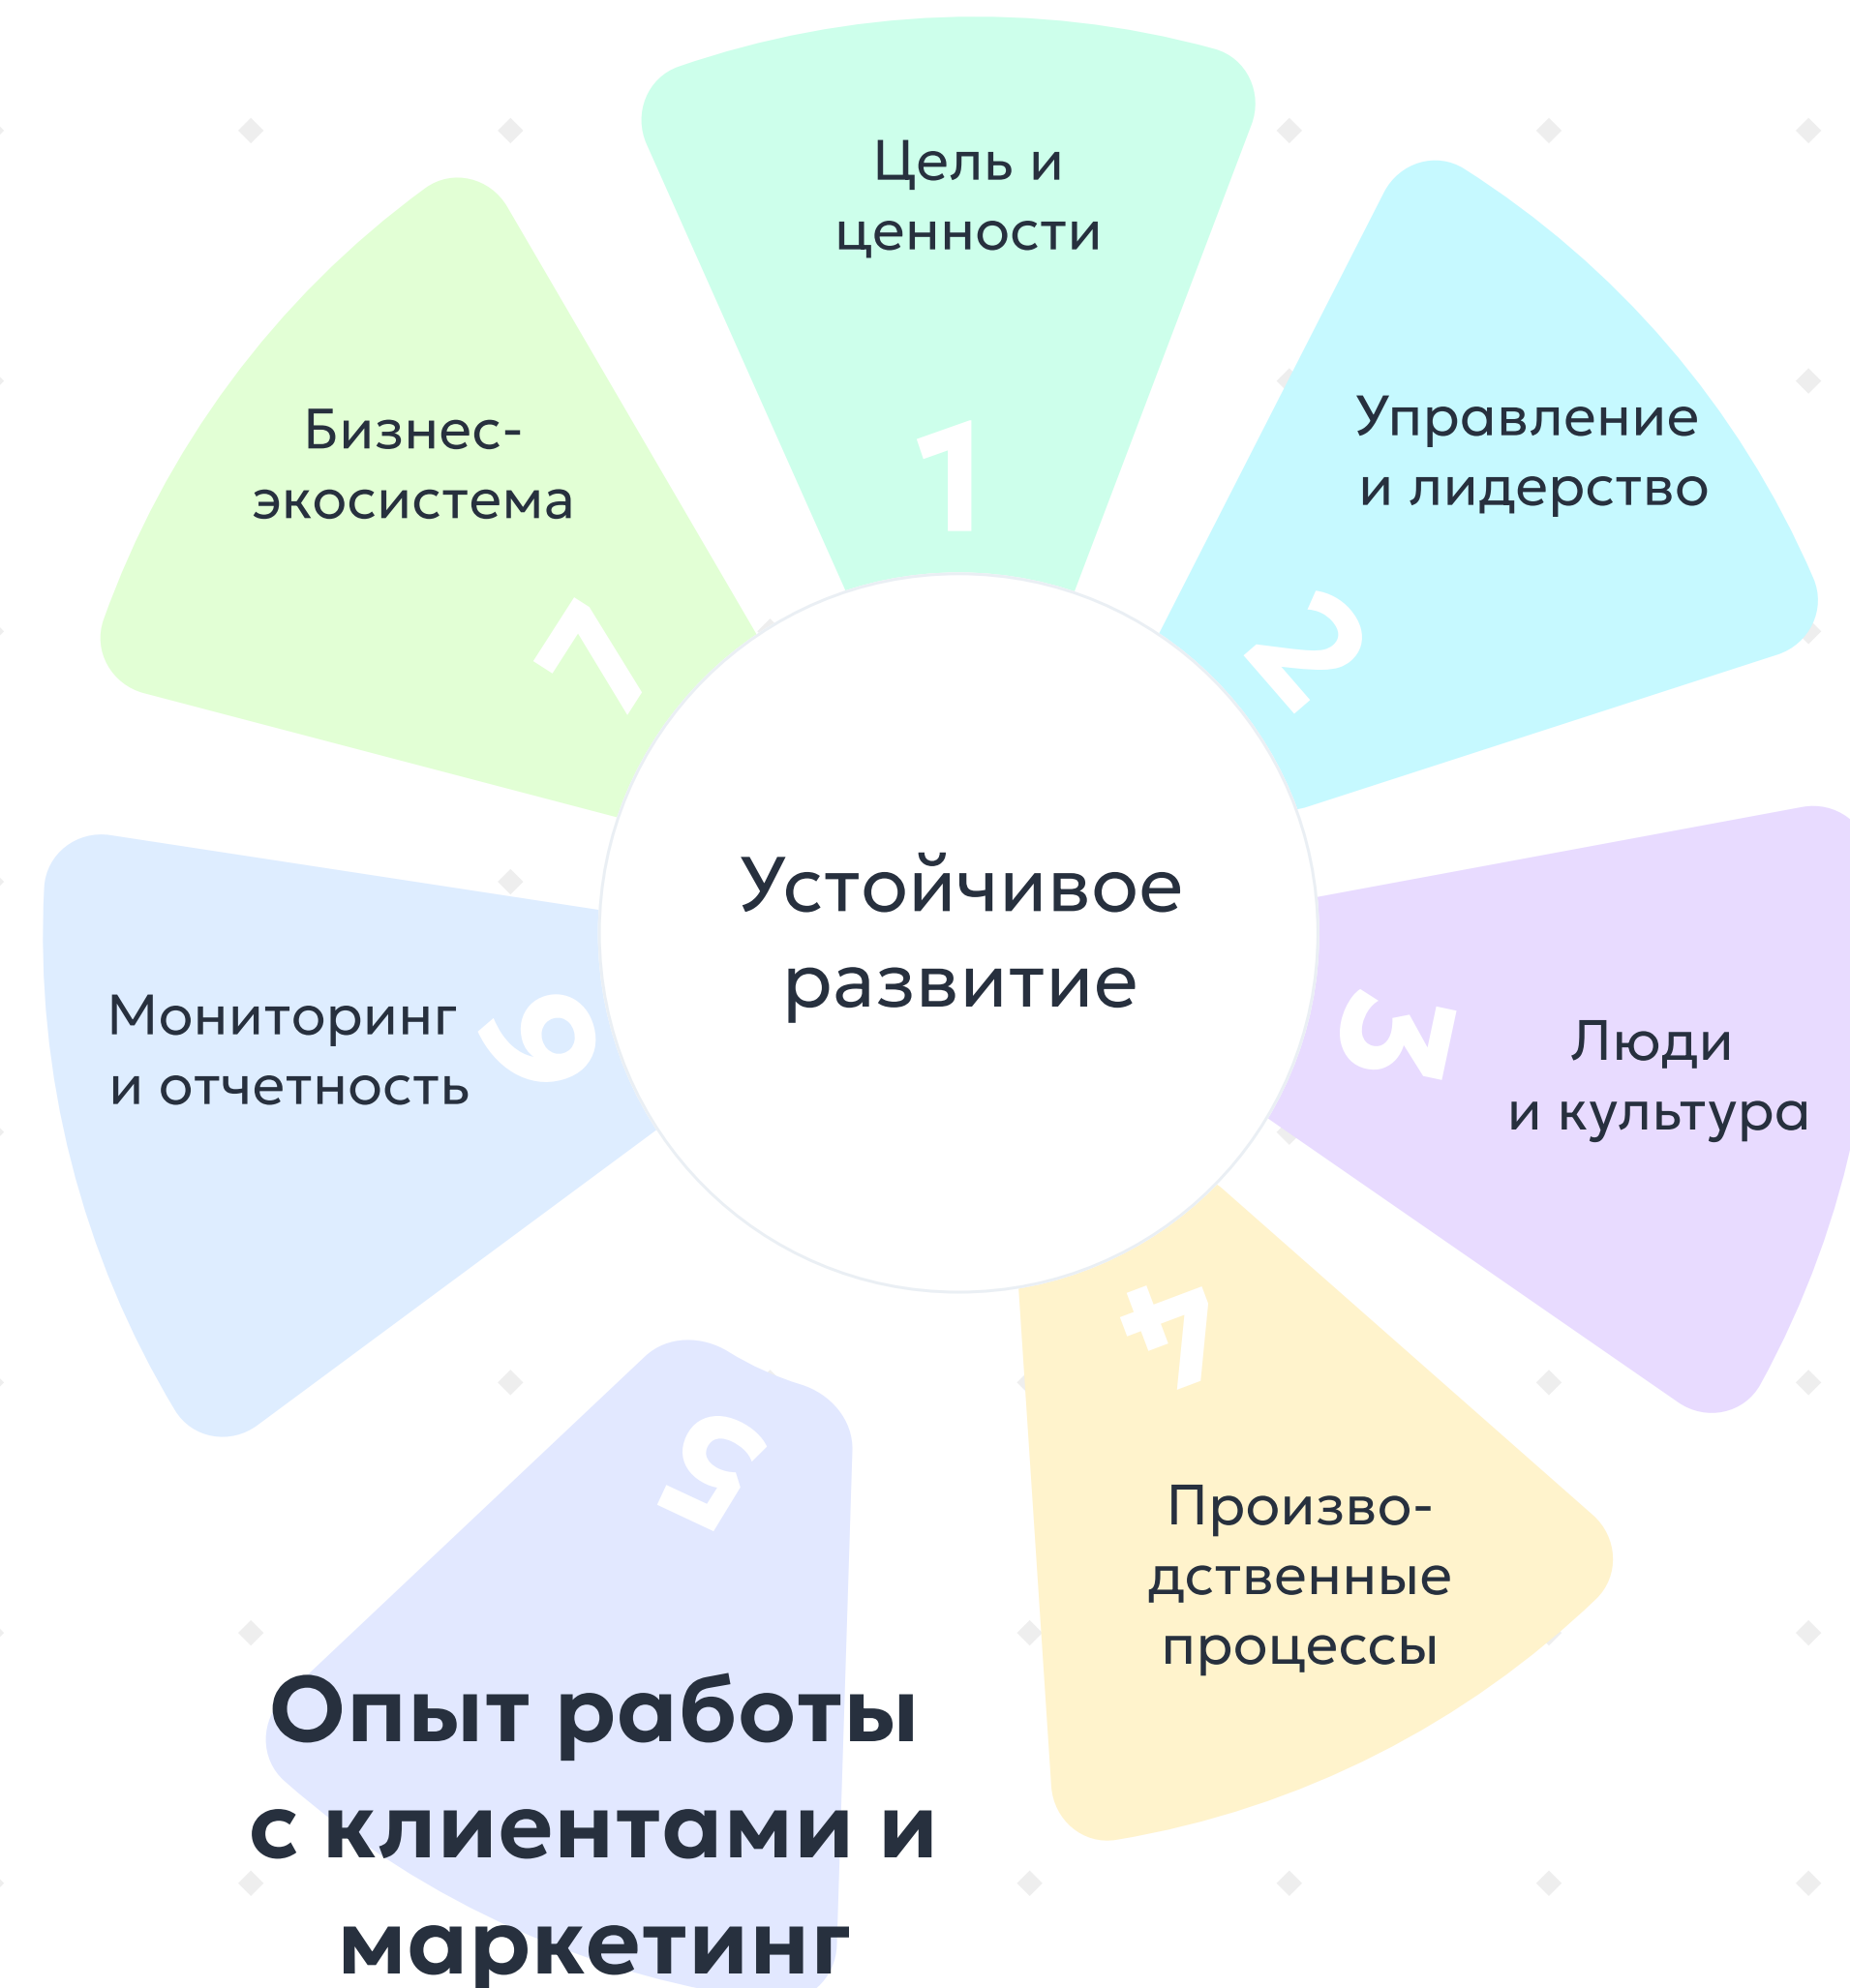 Цель и
ценности
1
Управление
и лидерство
2
Люди
и культура
3
Произво-
дственные
процессы
4
Опыт работы
с клиентами и
маркетинг
5
Мониторинг
и отчетность
6
Бизнес-
экосистема
7
Устойчивое
развитие